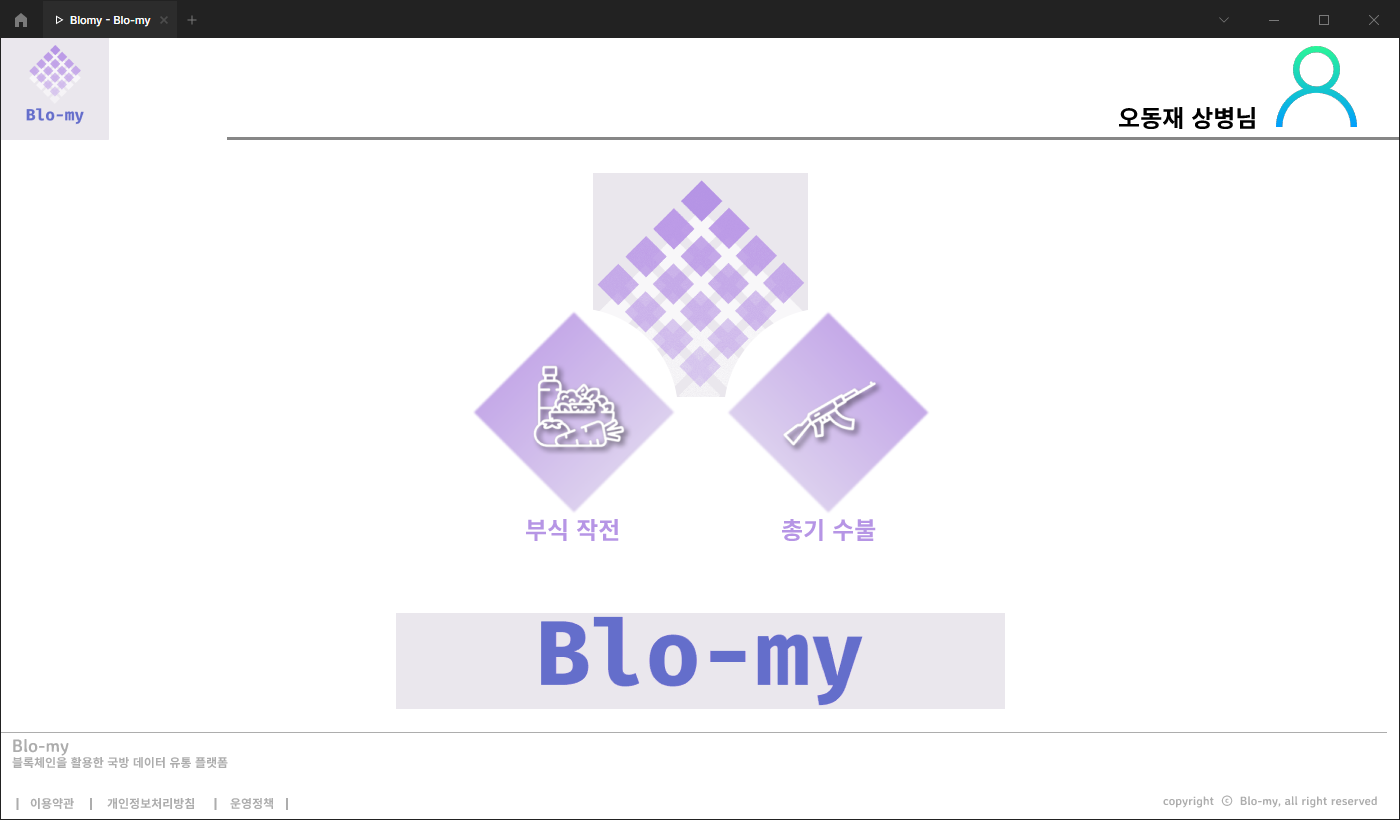 Blomy - Blo-my
Blo-my
오동재 상병님
부식 작전
총기 수불
Blo-my
Blo-my
블록체인을 활용한 국방 데이터 유통 플랫폼
| 이용약관 | 개인정보처리방침 | 운영정책 |
copyright ⓒ Blo-my, all right reserved